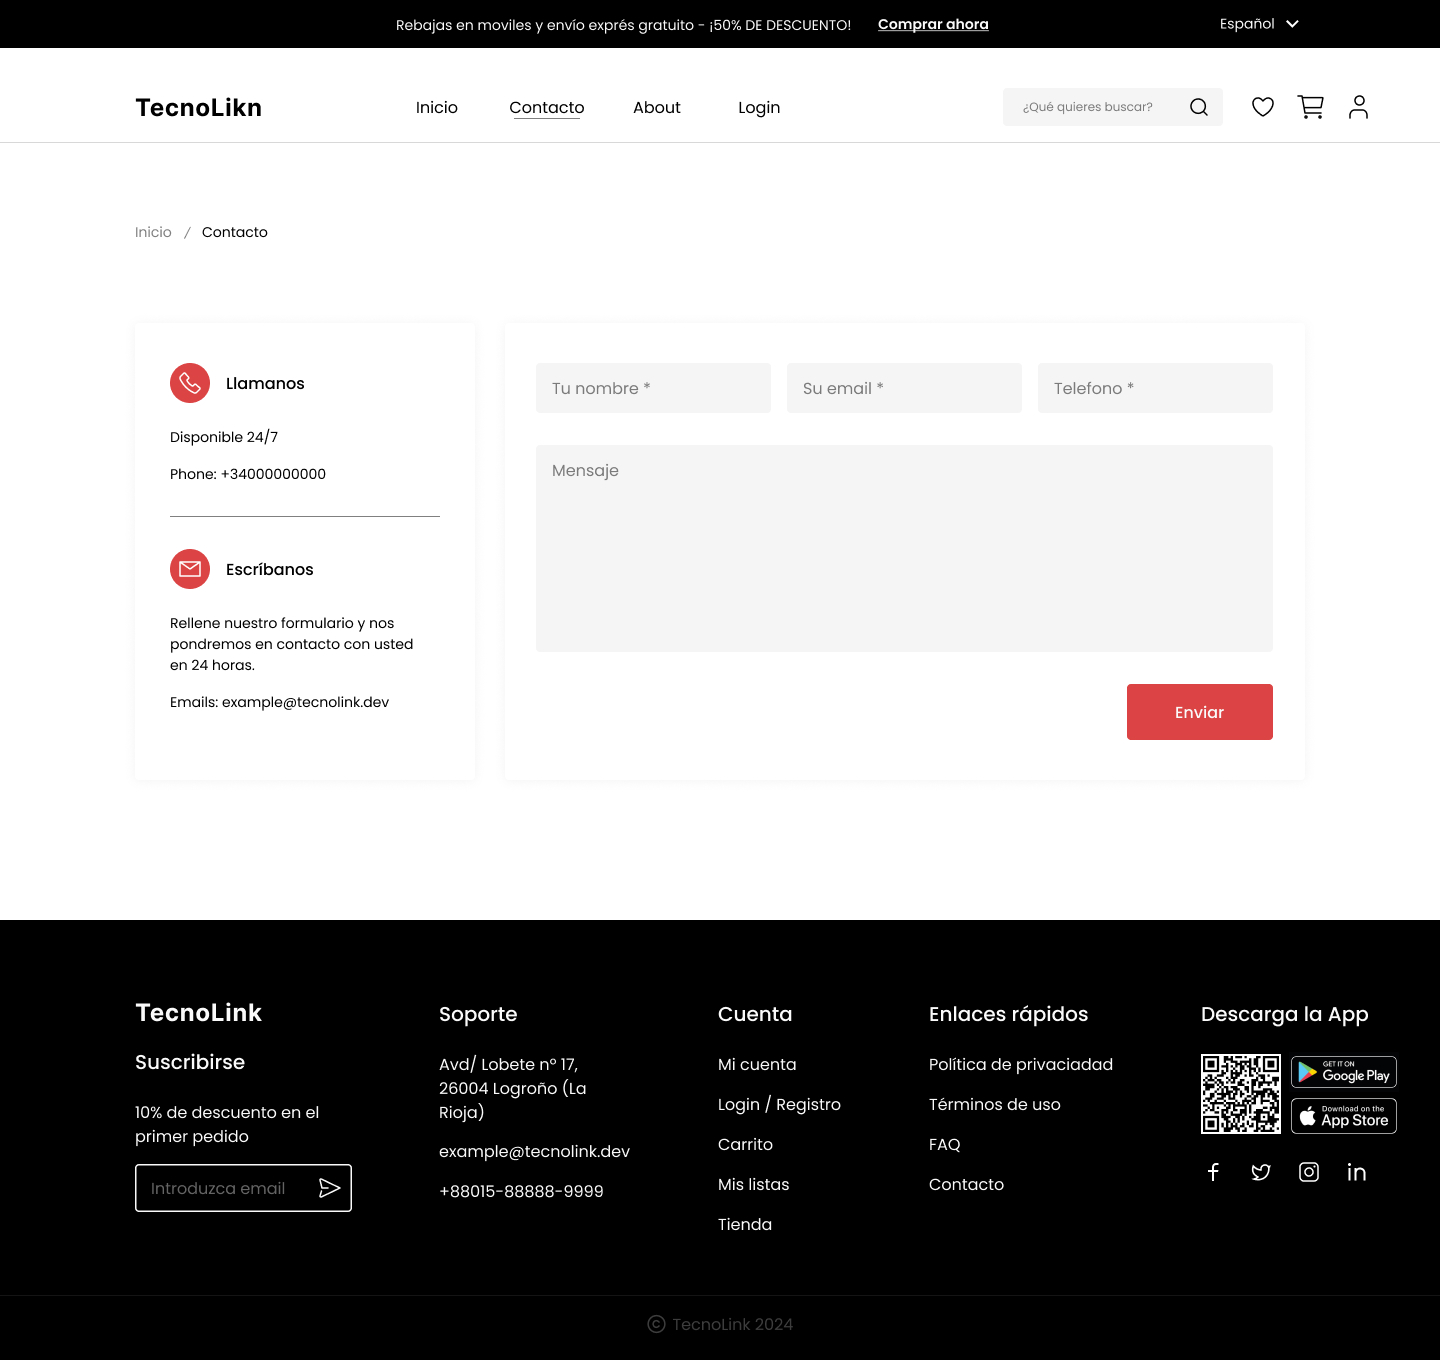 Rebajas en moviles y envío exprés gratuito - ¡50% DE DESCUENTO! Comprar ahora Español
TecnoLikn Inicio Contacto About Login ¿Qué quieres buscar?
Inicio / Contacto
Llamanos
Disponible 24/7
Phone: +34000000000
Escríbanos
Rellene nuestro formulario y nos
pondremos en contacto con usted
en 24 horas.
Emails: example@tecnolink.dev
Tu nombre * Su email * Telefono *
Mensaje
Enviar
TecnoLink
Suscribirse
10% de descuento en el
primer pedido
Introduzca email
Soporte
Avd/ Lobete nº 17,
26004 Logroño (La
Rioja)
example@tecnolink.dev
+88015-88888-9999
Cuenta
Mi cuenta
Login / Registro
Carrito
Mis listas
Tienda
Enlaces rápidos
Política de privaciadad
Términos de uso
FAQ
Contacto
Descarga la App
GET IT ON
Google Play
Download on the
App Store
© TecnoLink 2024